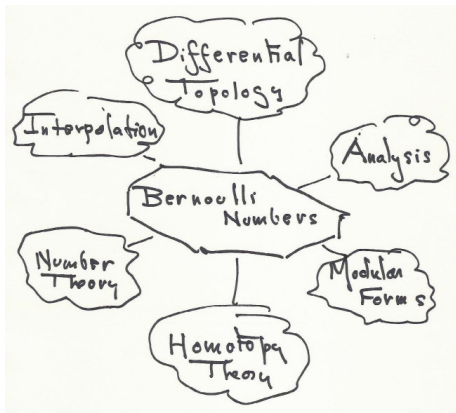 Differential
Topology
Interpolation
Analysis
Bernoulli
Numbers
Number
Theory
Modular
Forms
Homotopy
Theory